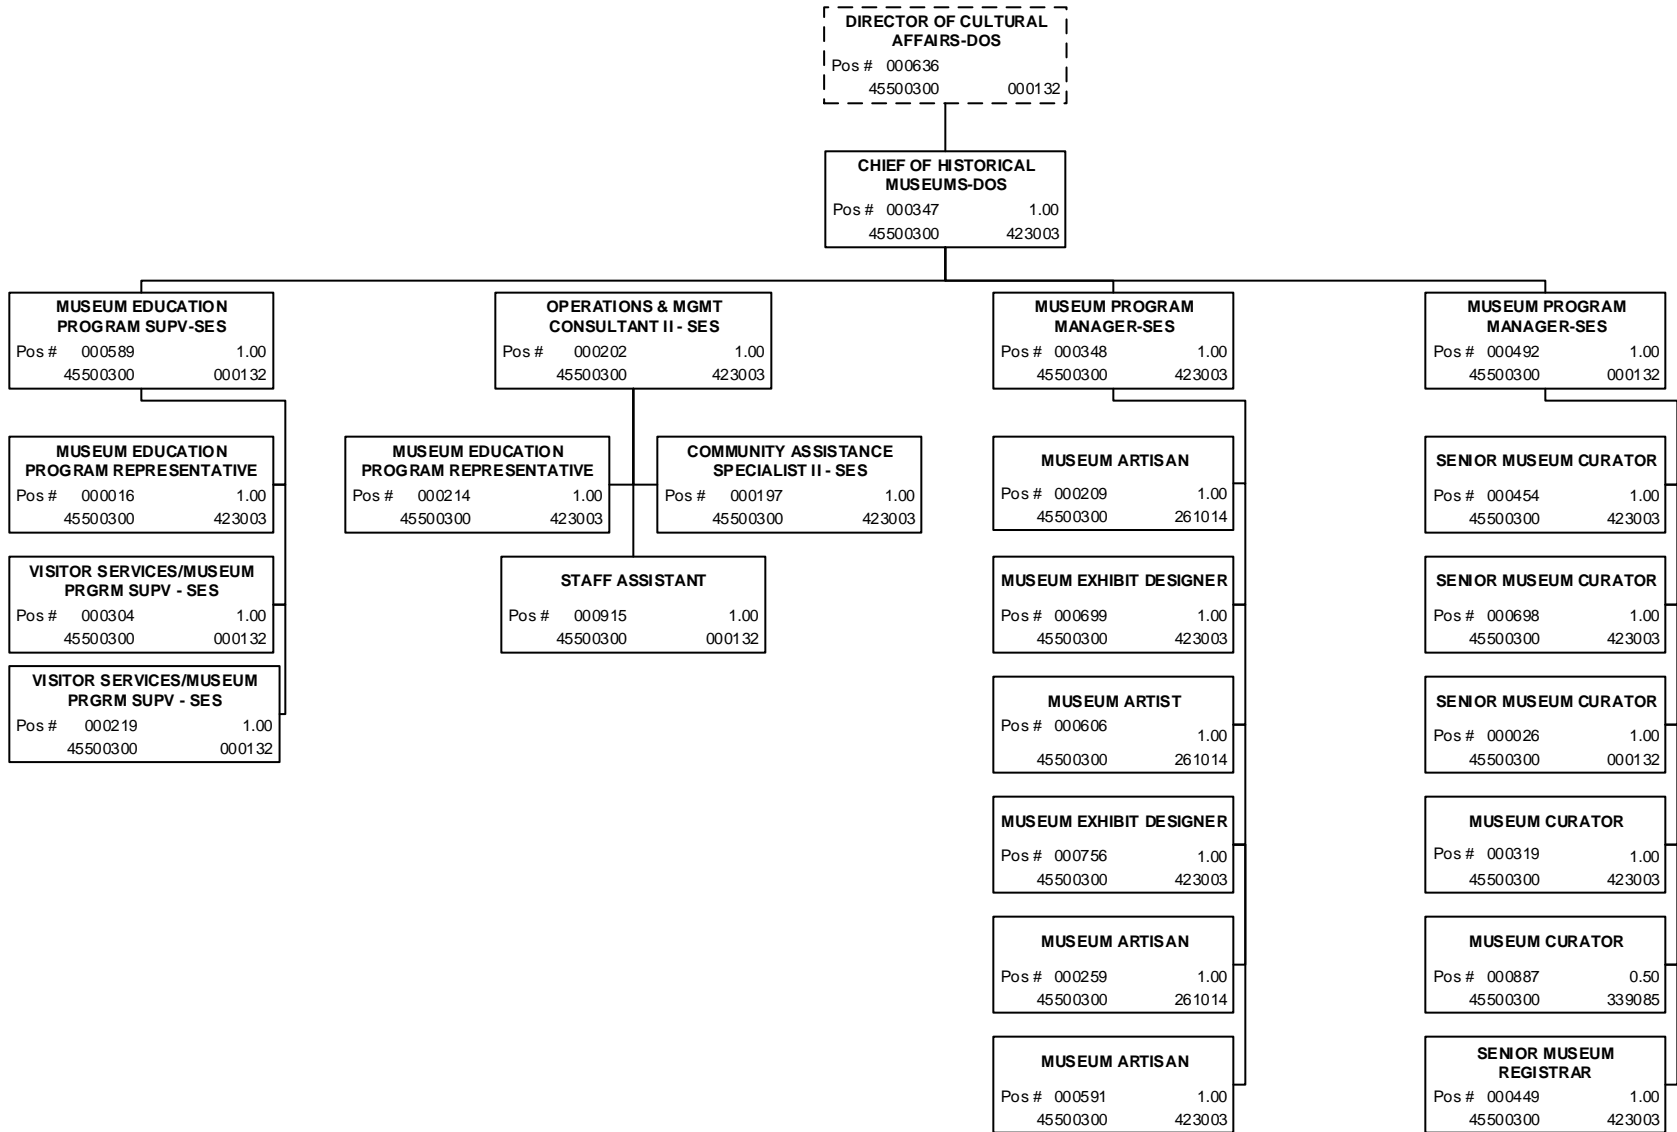 DIRECTOR OF CULTURAL
AFFAIRS-DOS
Pos # 000636
45500300 000132
CHIEF OF HISTORICAL
MUSEUMS-DOS
Pos # 000347 1.00
45500300 423003
MUSEUM EDUCATION
PROGRAM SUPV-SES
Pos # 000589 1.00
45500300 000132
MUSEUM EDUCATION
PROGRAM REPRESENTATIVE
Pos # 000016 1.00
45500300 423003
VISITOR SERVICES/MUSEUM
PRGRM SUPV - SES
Pos # 000304 1.00
45500300 000132
VISITOR SERVICES/MUSEUM
PRGRM SUPV - SES
Pos # 000219 1.00
45500300 000132
OPERATIONS & MGMT
CONSULTANT II - SES
Pos # 000202 1.00
45500300 423003
MUSEUM EDUCATION
PROGRAM REPRESENTATIVE
Pos # 000214 1.00
45500300 423003
COMMUNITY ASSISTANCE
SPECIALIST II - SES
Pos # 000197 1.00
45500300 423003
STAFF ASSISTANT
Pos # 000915 1.00
45500300 000132
MUSEUM PROGRAM
MANAGER-SES
Pos # 000348 1.00
45500300 423003
MUSEUM ARTISAN
Pos # 000209 1.00
45500300 261014
MUSEUM EXHIBIT DESIGNER
Pos # 000699 1.00
45500300 423003
MUSEUM ARTIST
Pos # 000606
1.00
45500300 261014
MUSEUM EXHIBIT DESIGNER
Pos # 000756 1.00
45500300 423003
MUSEUM ARTISAN
Pos # 000259 1.00
45500300 261014
MUSEUM ARTISAN
Pos # 000591 1.00
45500300 423003
MUSEUM PROGRAM
MANAGER-SES
Pos # 000492 1.00
45500300 000132
SENIOR MUSEUM CURATOR
Pos # 000454 1.00
45500300 423003
SENIOR MUSEUM CURATOR
Pos # 000698 1.00
45500300 423003
SENIOR MUSEUM CURATOR
Pos # 000026 1.00
45500300 000132
MUSEUM CURATOR
Pos # 000319 1.00
45500300 423003
MUSEUM CURATOR
Pos # 000887 0.50
45500300 339085
SENIOR MUSEUM
REGISTRAR
Pos # 000449 1.00
45500300 423003